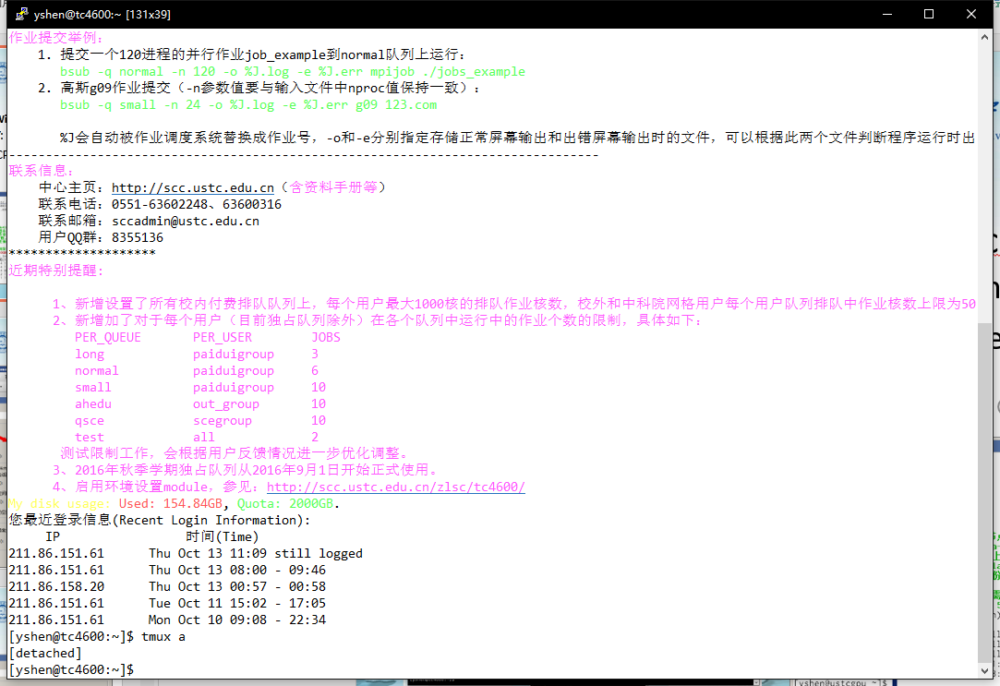 yshen@tc4600:~ [131x39]
作业提交举例：
1. 提交一个120进程的并行作业job_example到normal队列上运行：
bsub -q normal -n 120 -o %J.log -e %J.err mpijob ./jobs_example
2. 高斯g09作业提交（-n参数值要与输入文件中nproc值保持一致）：
bsub -q small -n 24 -o %J.log -e %J.err g09 123.com
%J会自动被作业调度系统替换成作业号，-o和-e分别指定存储正常屏幕输出和出错屏幕输出时的文件，可以根据此两个文件判断程序运行时出
--------------------------------------------------------------------------------
联系信息：
中心主页：http://scc.ustc.edu.cn（含资料手册等）
联系电话：0551-63602248、63600316
联系邮箱：sccadmin@ustc.edu.cn
用户QQ群：8355136
********************
近期特别提醒：
1、新增设置了所有校内付费排队队列上，每个用户最大1000核的排队作业核数，校外和中科院网格用户每个用户队列排队中作业核数上限为50
2、新增加了对于每个用户（目前独占队列除外）在各个队列中运行中的作业个数的限制，具体如下：
PER_QUEUE PER_USER JOBS
long paiduigroup 3
normal paiduigroup 6
small paiduigroup 10
ahedu out_group 10
qsce scegroup 10
test all 2
测试限制工作，会根据用户反馈情况进一步优化调整。
3、2016年秋季学期独占队列从2016年9月1日开始正式使用。
4、启用环境设置module，参见：http://scc.ustc.edu.cn/zlsc/tc4600/
My disk usage: Used: 154.84GB, Quota: 2000GB.
您最近登录信息(Recent Login Information):
IP 时间(Time)
211.86.151.61 Thu Oct 13 11:09 still logged
211.86.151.61 Thu Oct 13 08:00 - 09:46
211.86.158.20 Thu Oct 13 00:57 - 00:58
211.86.151.61 Tue Oct 11 15:02 - 17:05
211.86.151.61 Mon Oct 10 09:08 - 22:34
[yshen@tc4600:~]$ tmux a
[detached]
[yshen@tc4600:~]$